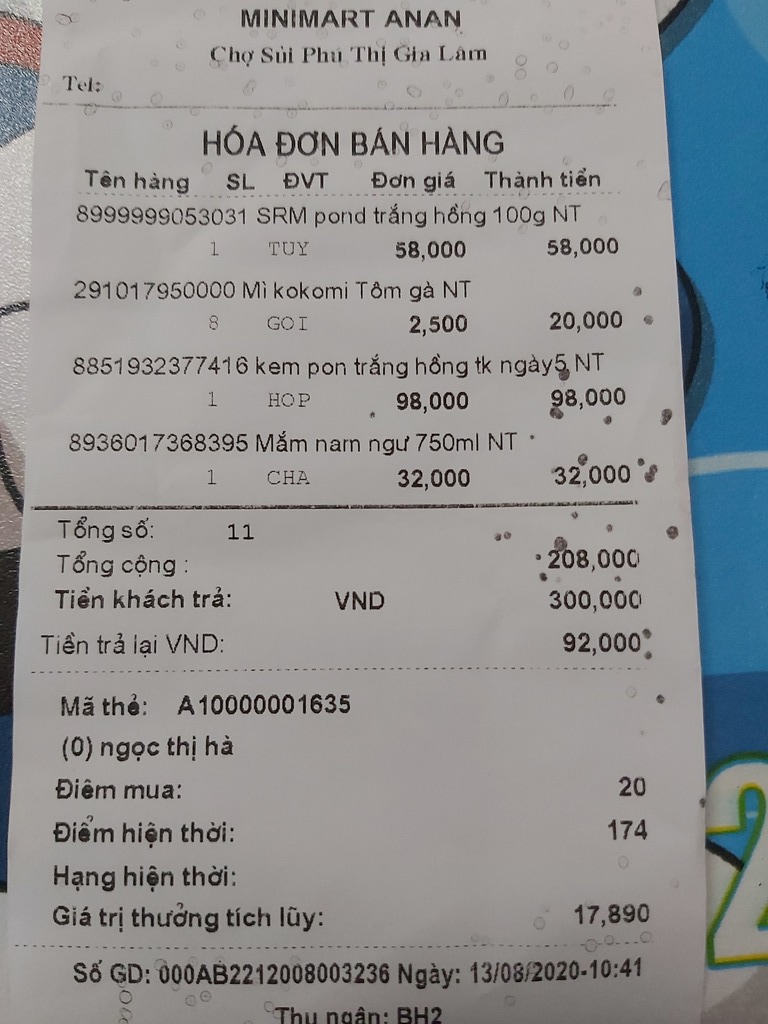 MINIMART ANAN
Chợ Sủi Phú Thị Gia Lâm
Tel:
HÓA ĐƠN BÁN HÀNG
Tên hàng SL ĐVT Đơn giá Thành tiền
8999999053031 SRM pond trắng hồng 100g NT
1 TUY 58,000 58,000
291017950000 Mì kokomi Tôm gà NT
8 GOI 2,500 20,000
8851932377416 kem pon trắng hồng tk ngày5 NT
1 HOP 98,000 98,000
8936017368395 Mắm nam ngư 750ml NT
1 CHA 32,000 32,000
Tổng số: 11
Tổng cộng : 208,000
Tiền khách trả: VND 300,000
Tiền trả lại VND: 92,000
Mã thẻ: A10000001635
(0) ngọc thị hà
Điểm mua: 20
Điểm hiện thời: 174
Hạng hiện thời:
Giá trị thưởng tích lũy: 17,890
Số GD: 000AB2212008003236 Ngày: 13/08/2020-10:41
Thu ngân: BH2
2